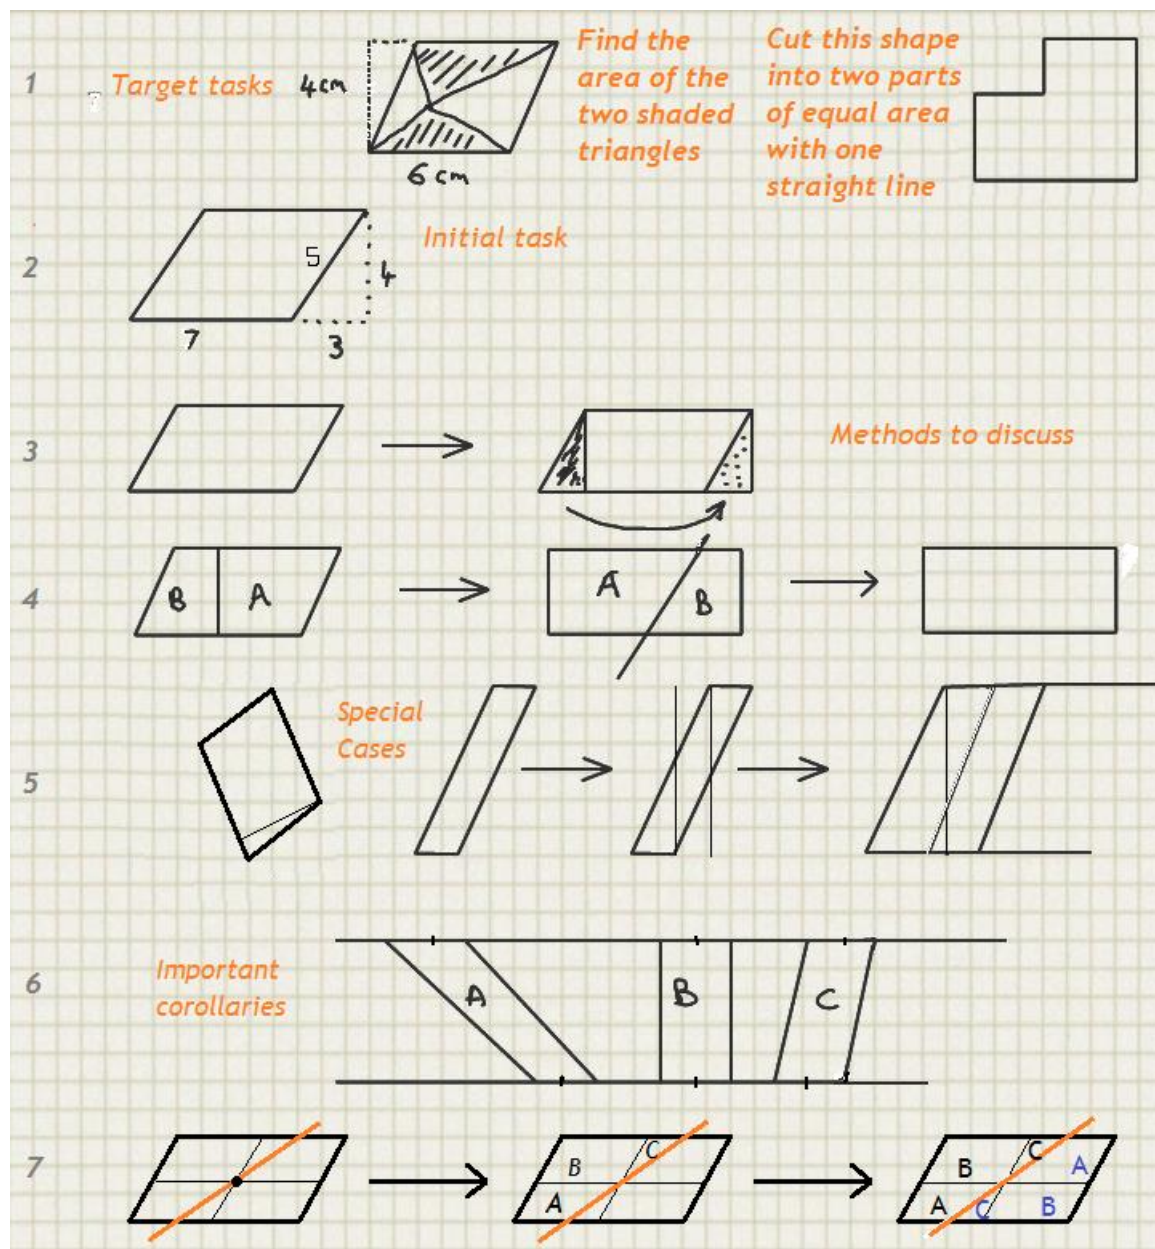 1
Target tasks
4cm
6 cm
Find the
area of the
two shaded
triangles
Cut this shape
into two parts
of equal area
with one
straight line
2
Initial task
5
4
7
3
3
Methods to discuss
4
B A
A B
5
Special
Cases
6
Important
corollaries
A B C
7
B C
A
B C A
A C B